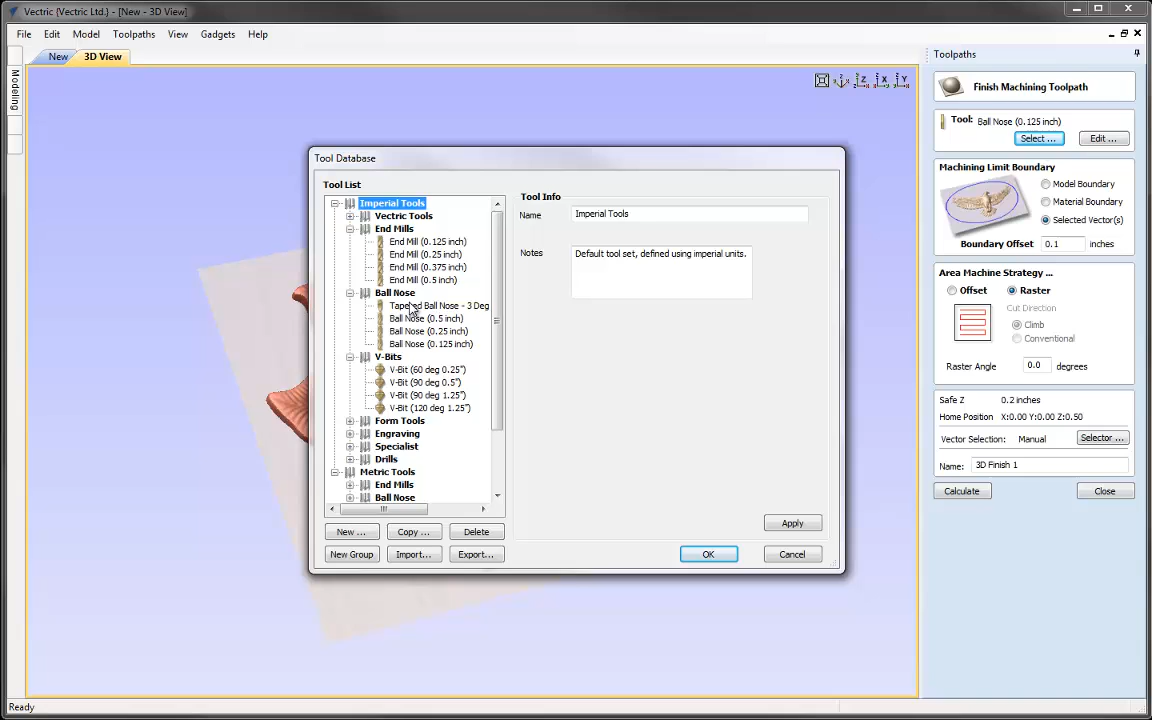 Vectric {Vectric Ltd.} - [New - 3D View]
File Edit Model Toolpaths View Gadgets Help
New 3D View
Modeling
Z X Y
Tool Database
Tool List
Imperial Tools
Vectric Tools
End Mills
End Mill (0.125 inch)
End Mill (0.25 inch)
End Mill (0.375 inch)
End Mill (0.5 inch)
Ball Nose
Tapered Ball Nose - 3 Deg
Ball Nose (0.5 inch)
Ball Nose (0.25 inch)
Ball Nose (0.125 inch)
V-Bits
V-Bit (60 deg 0.25")
V-Bit (90 deg 0.5")
V-Bit (90 deg 1.25")
V-Bit (120 deg 1.25")
Form Tools
Engraving
Specialist
Drills
Metric Tools
End Mills
Ball Nose
New ... Copy ... Delete
New Group Import... Export...
Tool Info
Name Imperial Tools
Notes Default tool set, defined using imperial units.
Apply
OK Cancel
Toolpaths
Finish Machining Toolpath
Tool: Ball Nose (0.125 inch)
Select ... Edit ...
Machining Limit Boundary
Model Boundary
Material Boundary
Selected Vector(s)
Boundary Offset 0.1 inches
Area Machine Strategy ...
Offset Raster
Cut Direction
Climb
Conventional
Raster Angle 0.0 degrees
Safe Z 0.2 inches
Home Position X:0.00 Y:0.00 Z:0.50
Vector Selection: Manual Selector ...
Name: 3D Finish 1
Calculate Close
Ready